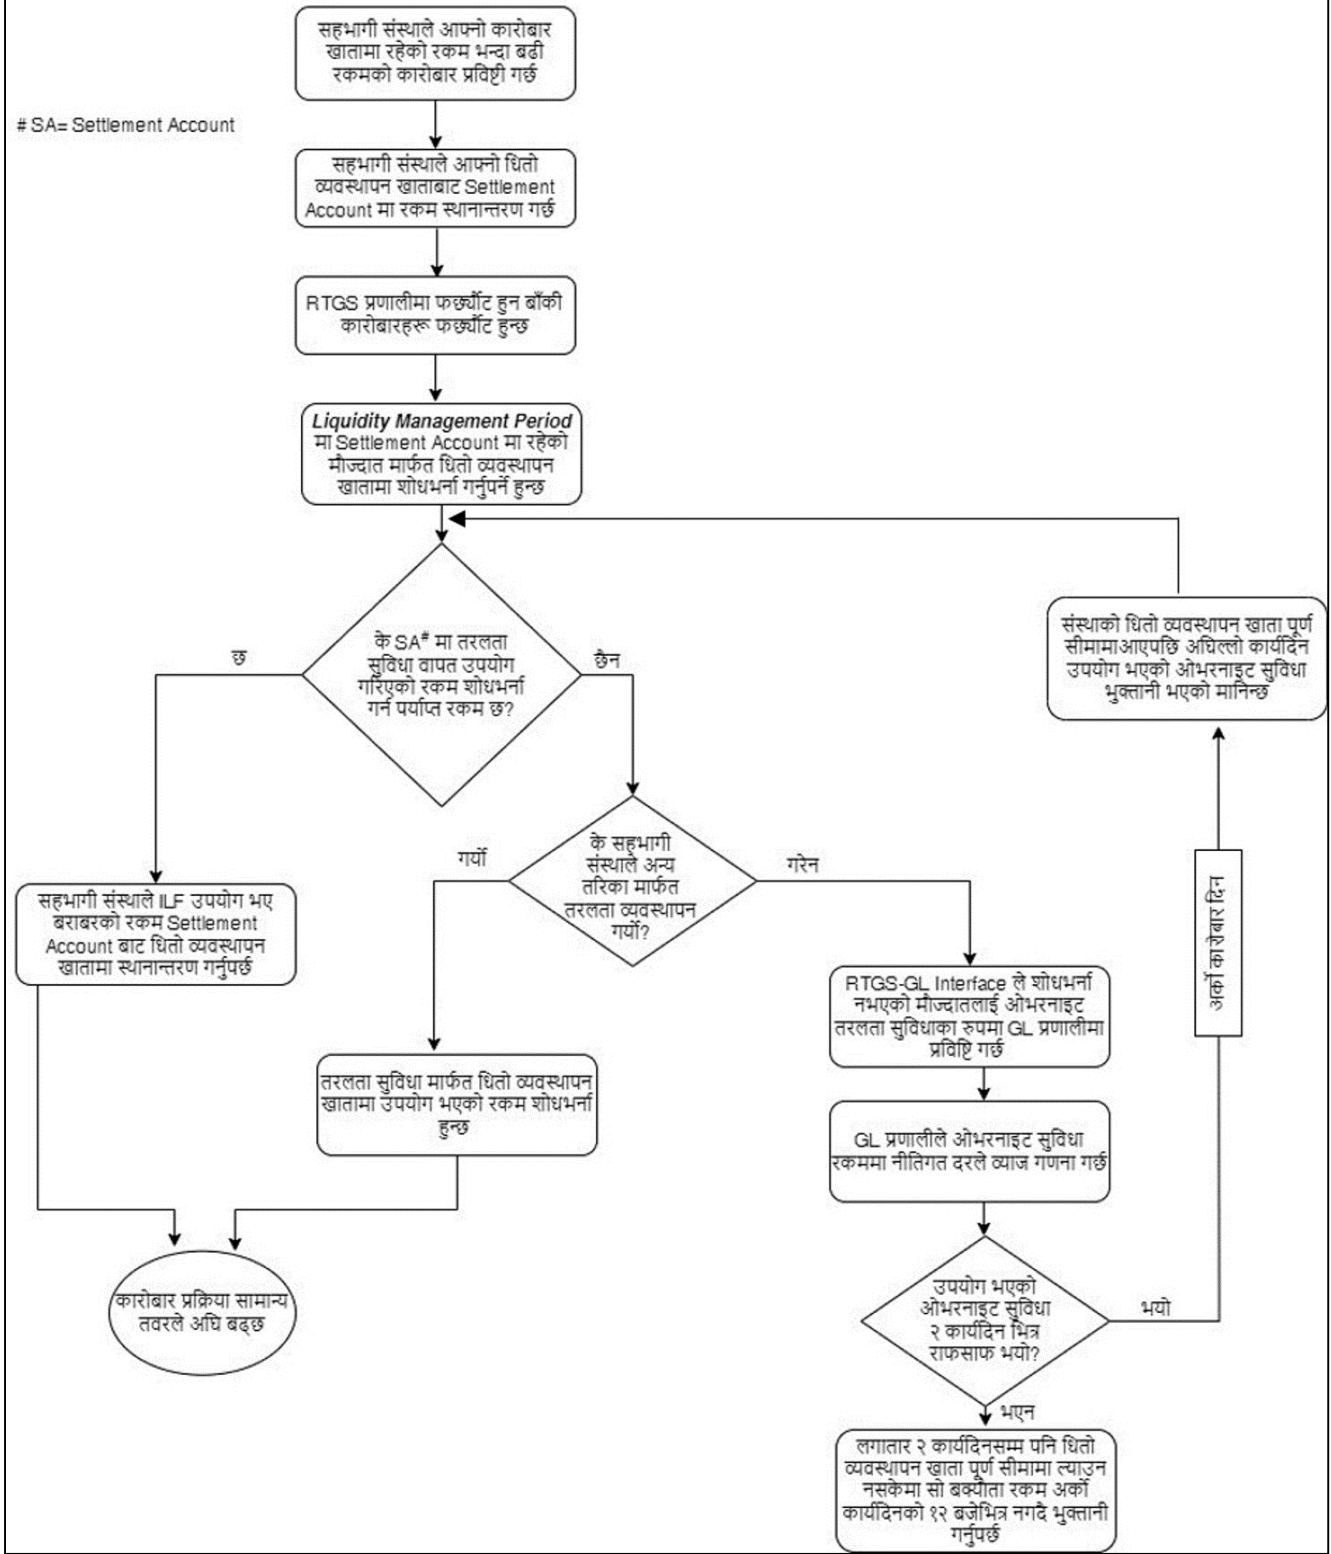 सहभागी संस्थाले आफ्नो कारोबार
खातामा रहेको रकम भन्दा बढी
रकमको कारोबार प्रविष्टी गर्छ
# SA= Settlement Account
सहभागी संस्थाले आफ्नो धितो
व्यवस्थापन खाताबाट Settlement
Account मा रकम स्थानान्तरण गर्छ
RTGS प्रणालीमा फर्छ्यौट हुन बाँकी
कारोबारहरू फर्छ्यौट हुन्छ
Liquidity Management Period
मा Settlement Account मा रहेको
मौज्दात मार्फत धितो व्यवस्थापन
खातामा शोधभर्ना गर्नुपर्ने हुन्छ
के SA# मा तरलता
सुविधा वापत उपयोग
गरिएको रकम शोधभर्ना
गर्न पर्याप्त रकम छ?
छ
छैन
संस्थाको धितो व्यवस्थापन खाता पूर्ण
सीमामाआएपछि अघिल्लो कार्यदिन
उपयोग भएको ओभरनाइट सुविधा
भुक्तानी भएको मानिन्छ
के सहभागी
संस्थाले अन्य
तरिका मार्फत
तरलता व्यवस्थापन
गर्यो?
गर्यो
गरेन
सहभागी संस्थाले ILF उपयोग भए
बराबरको रकम Settlement
Account बाट धितो व्यवस्थापन
खातामा स्थानान्तरण गर्नुपर्छ
अर्को कारोबार दिन
RTGS-GL Interface ले शोधभर्ना
नभएको मौज्दातलाई ओभरनाइट
तरलता सुविधाका रुपमा GL प्रणालीमा
प्रविष्टि गर्छ
तरलता सुविधा मार्फत धितो व्यवस्थापन
खातामा उपयोग भएको रकम शोधभर्ना
हुन्छ
GL प्रणालीले ओभरनाइट सुविधा
रकममा नीतिगत दरले व्याज गणना गर्छ
कारोबार प्रक्रिया सामान्य
तवरले अघि बढ्छ
उपयोग भएको
ओभरनाइट सुविधा
२ कार्यदिन भित्र
राफसाफ भयो?
भयो
भएन
लगातार २ कार्यदिनसम्म पनि धितो
व्यवस्थापन खाता पूर्ण सीमामा ल्याउन
नसकेमा सो बक्यौता रकम अर्को
कार्यदिनको १२ बजेभित्र नगदै भुक्तानी
गर्नुपर्छ